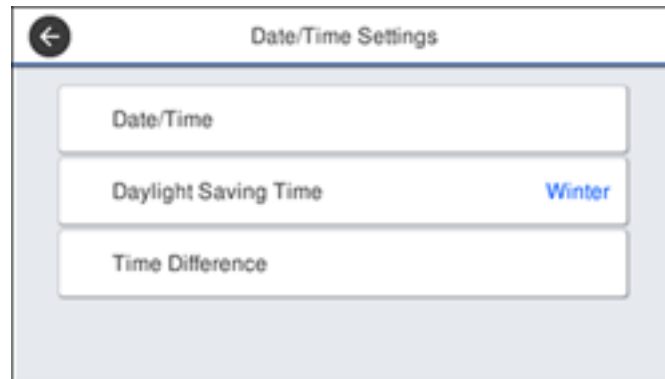 Date/Time Settings
Date/Time
Daylight Saving Time Winter
Time Difference